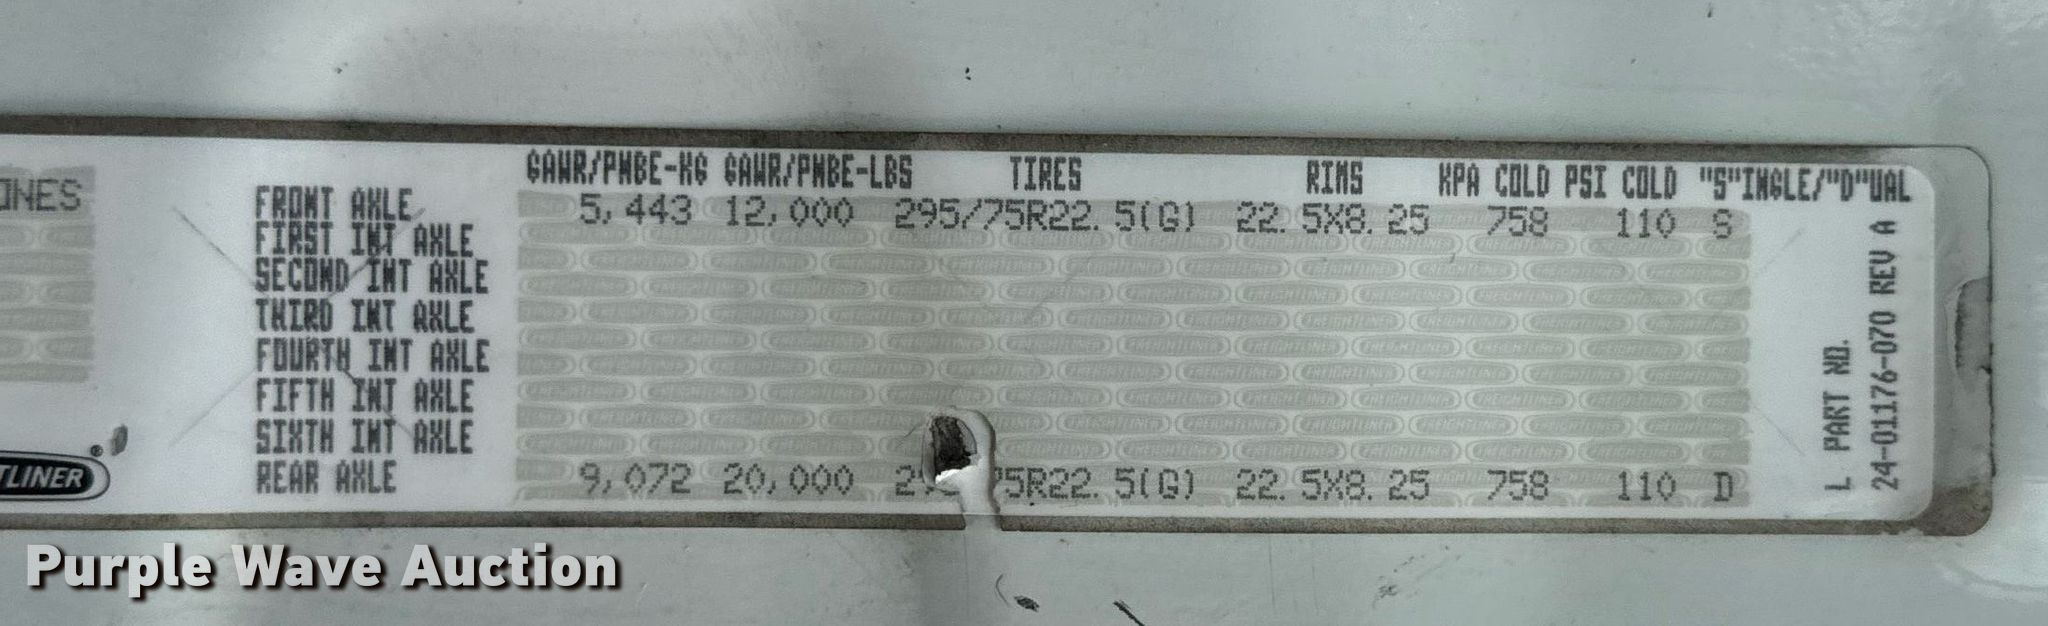 GAWR/PNBE-KG GAWR/PNBE-LBS TIRES RIMS KPA COLD PSI COLD "S"INGLE/"D"UAL
FRONT AXLE 5,443 12,000 295/75R22.5(G) 22.5X8.25 758 110 S
FIRST INT AXLE
SECOND INT AXLE
THIRD INT AXLE
FOURTH INT AXLE
FIFTH INT AXLE
SIXTH INT AXLE
REAR AXLE 9,072 20,000 295/75R22.5(G) 22.5X8.25 758 110 D
ONES
TLINER®
L PART NO.
24-01176-070 REV A
Purple Wave Auction